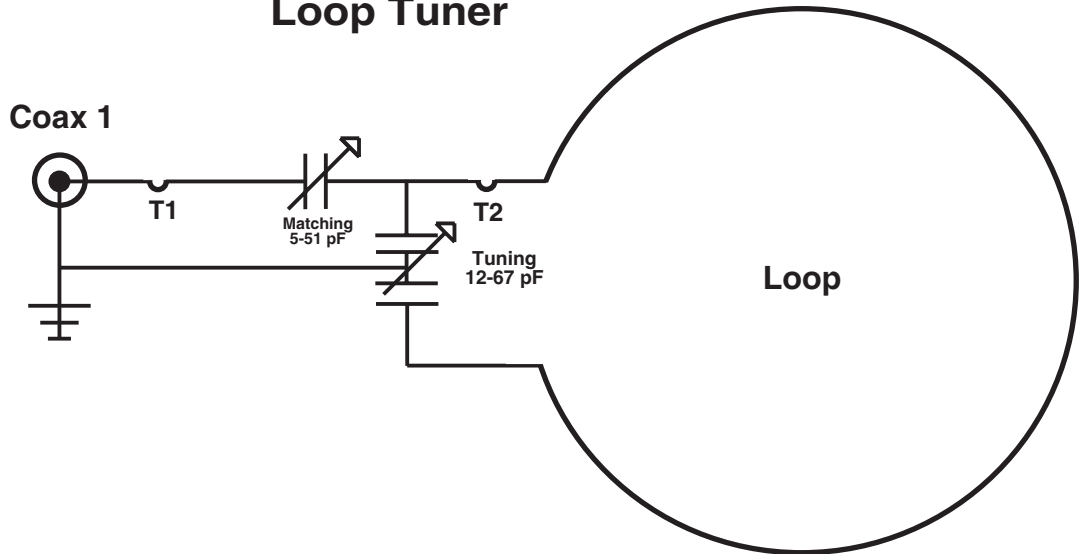 Loop Tuner
Coax 1
T1
Matching
5-51 pF
T2
Tuning
12-67 pF
Loop